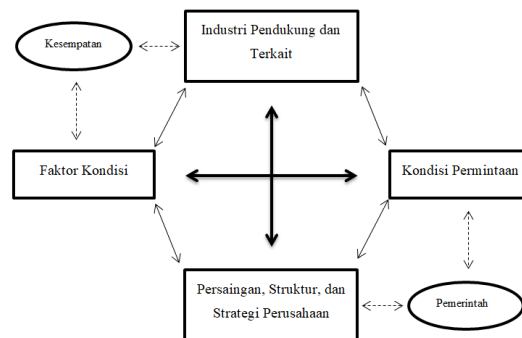 Kesempatan
Industri Pendukung dan
Terkait
Faktor Kondisi
Kondisi Permintaan
Persaingan, Struktur, dan
Strategi Perusahaan
Pemerintah